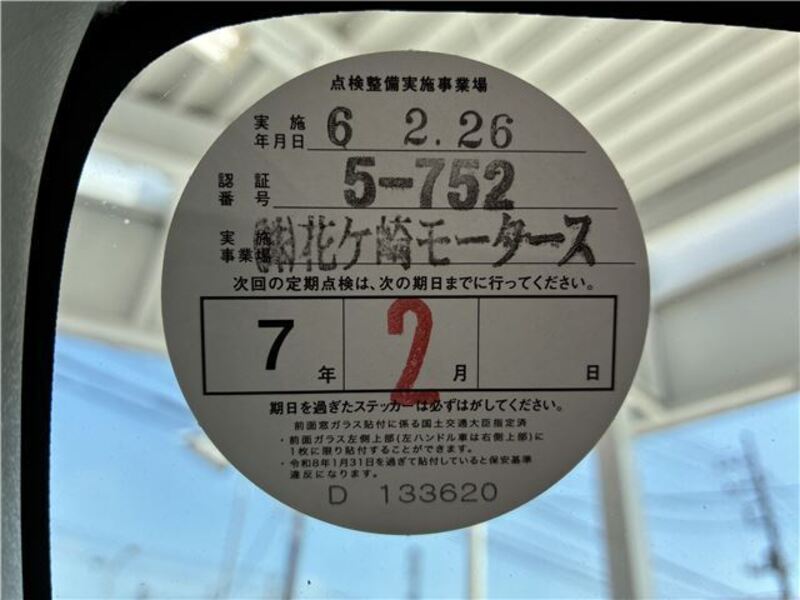 点検整備実施事業場
実施
年月日 6 2.26
認証
番号 5-752
実施
事業場 ㈱花ケ崎モータース
次回の定期点検は、次の期日までに行ってください。
7年 2月 日
期日を過ぎたステッカーは必ずはがしてください。
前面窓ガラス貼付に係る国土交通大臣指定済
・前面ガラス左側上部(左ハンドル車は右側上部)に
1枚に限り貼付することができます。
・令和8年1月31日を過ぎて貼付していると保安基準
違反になります。
D 133620